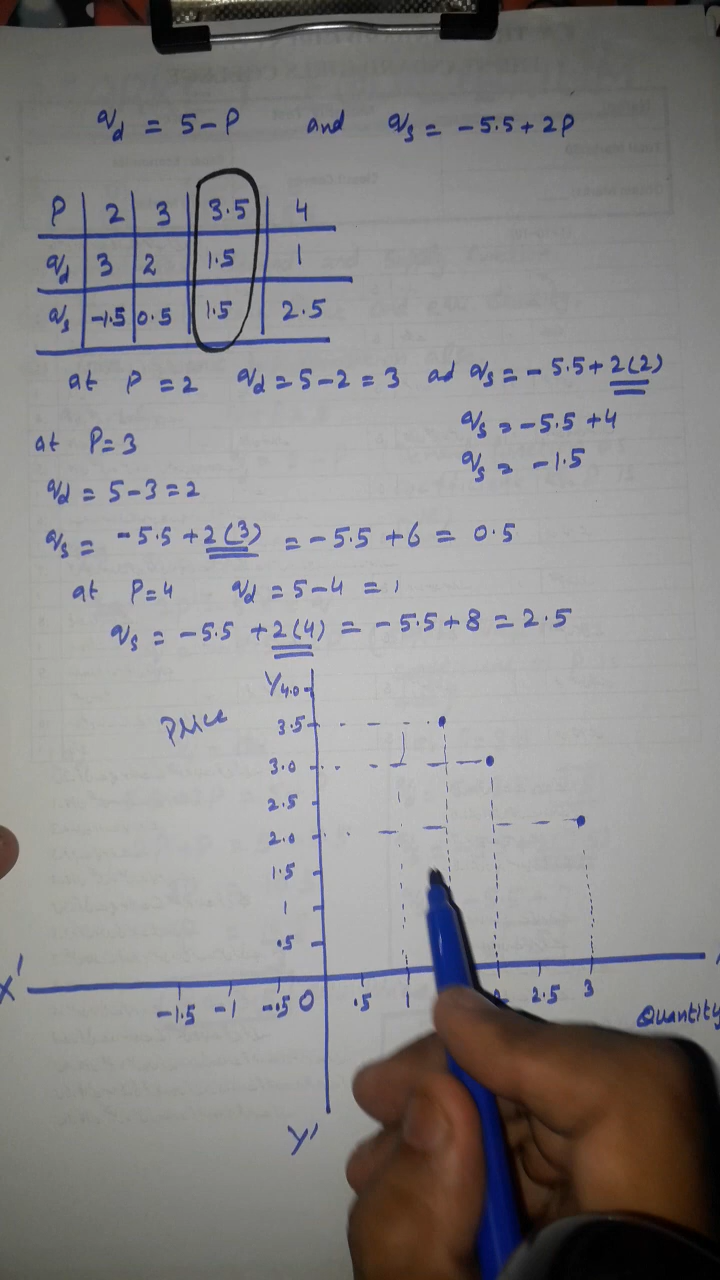 qd = 5 - P and qs = -5.5 + 2P
P 2 3 3.5 4
qd 3 2 1.5 1
qs -1.5 0.5 1.5 2.5
at P = 2 qd = 5-2 = 3 ad qs = -5.5 + 2(2)
qs = -5.5 + 4
qs = -1.5
at P=3
qd = 5-3 = 2
qs = -5.5 + 2(3) = -5.5 + 6 = 0.5
at P=4 qd = 5-4 = 1
qs = -5.5 + 2(4) = -5.5+8 = 2.5
Y 4.0
Price 3.5
3.0
2.5
2.0
1.5
1
.5
X'
-1.5 -1 -.5 0 .5 1 2 2.5 3
Quantity
Y'